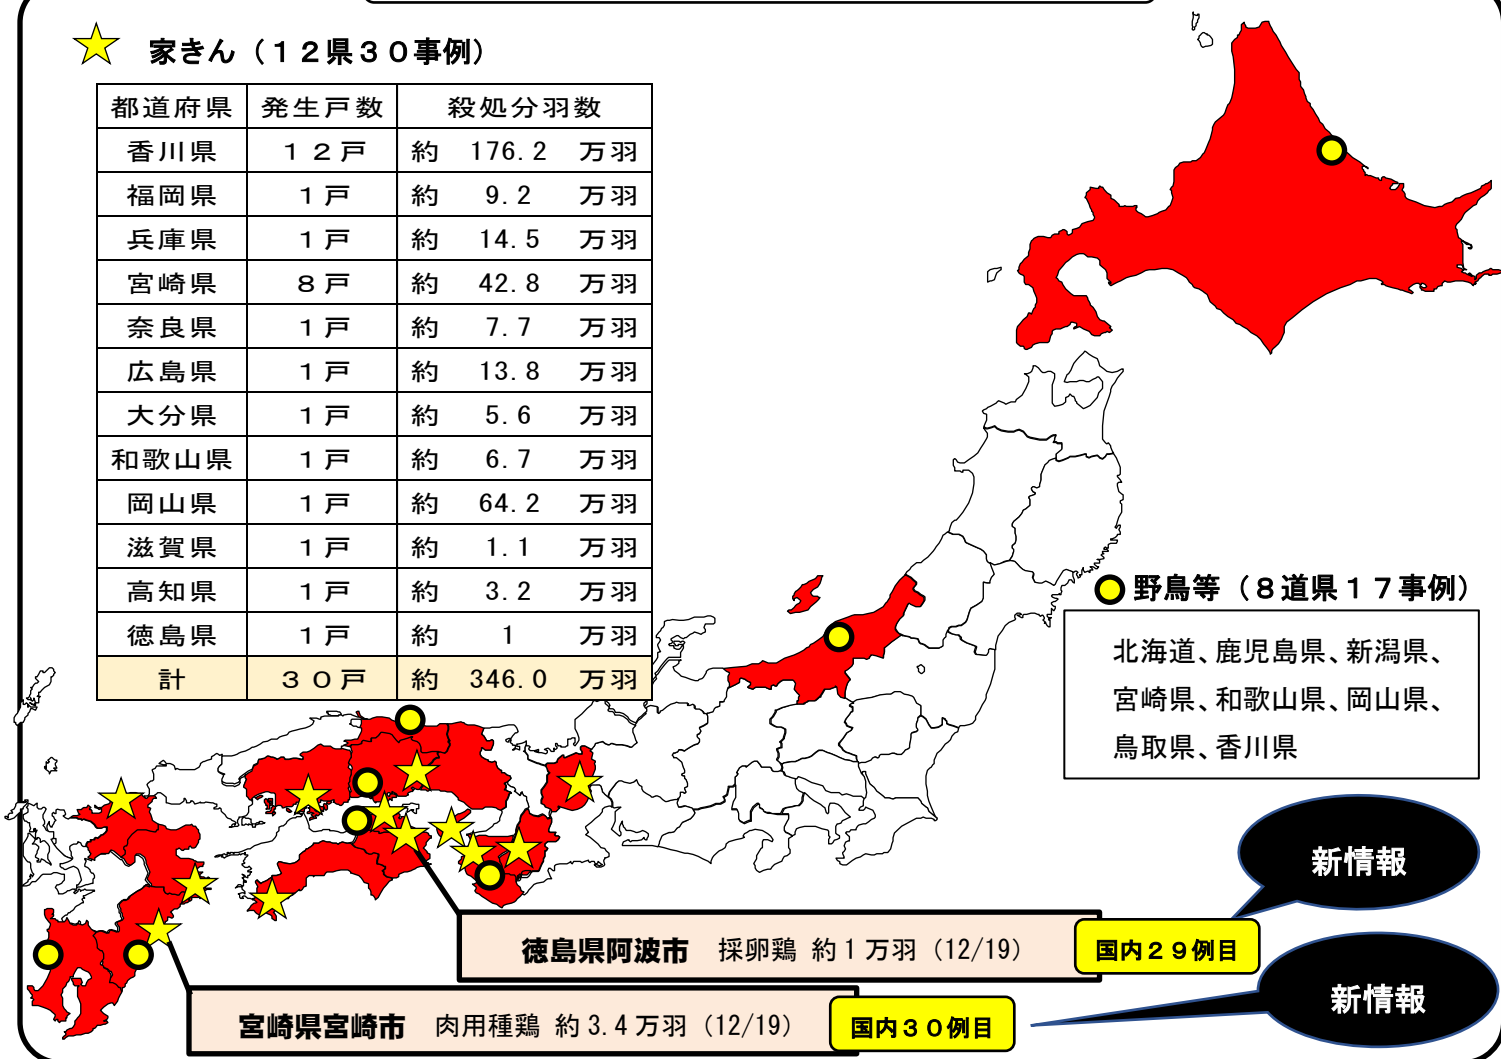 家きん（１２県３０事例）
都道府県 発生戸数 殺処分羽数
香川県 １２戸 約 176.2 万羽
福岡県 １戸 約 9.2 万羽
兵庫県 １戸 約 14.5 万羽
宮崎県 ８戸 約 42.8 万羽
奈良県 １戸 約 7.7 万羽
広島県 １戸 約 13.8 万羽
大分県 １戸 約 5.6 万羽
和歌山県 １戸 約 6.7 万羽
岡山県 １戸 約 64.2 万羽
滋賀県 １戸 約 1.1 万羽
高知県 １戸 約 3.2 万羽
徳島県 １戸 約 1 万羽
計 ３０戸 約 346.0 万羽
野鳥等（８道県１７事例）
北海道、鹿児島県、新潟県、
宮崎県、和歌山県、岡山県、
鳥取県、香川県
新情報
徳島県阿波市 採卵鶏 約１万羽（12/19） 国内２９例目
新情報
宮崎県宮崎市 肉用種鶏 約3.4万羽（12/19） 国内３０例目